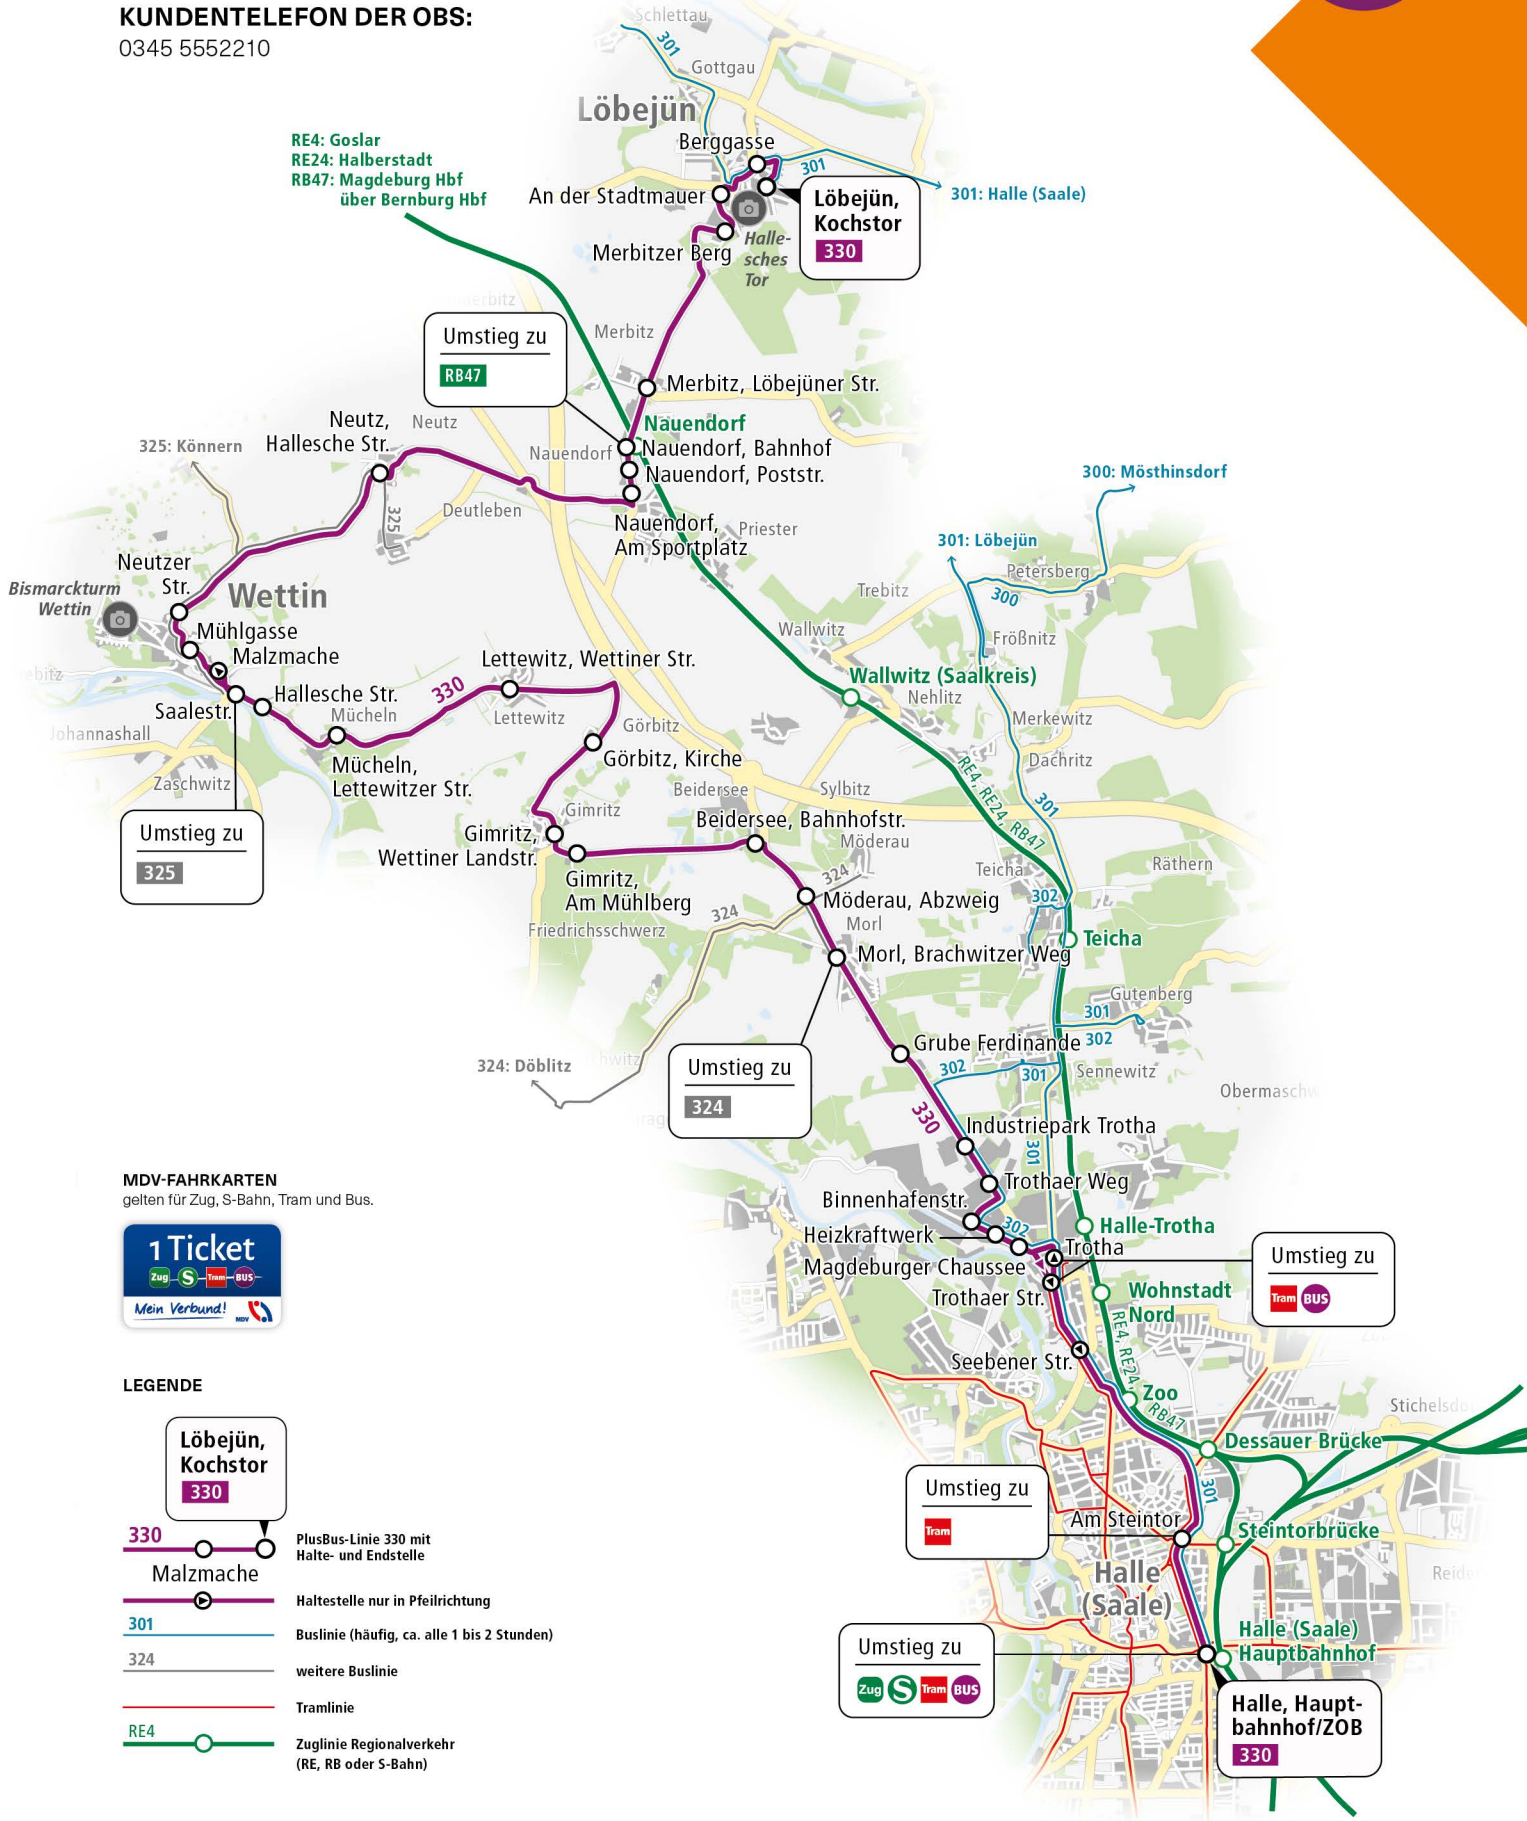 KUNDENTELEFON DER OBS:
0345 5552210
Schlettau
301
Gottgau
Löbejün
Berggasse
301
301: Halle (Saale)
An der Stadtmauer
Löbejün,
Kochstor
330
Merbitzer Berg
Halle-
sches
Tor
RE4: Goslar
RE24: Halberstadt
RB47: Magdeburg Hbf
über Bernburg Hbf
Umstieg zu
RB47
Merbitz
Merbitz, Löbejüner Str.
Nauendorf
Nauendorf, Bahnhof
Nauendorf
Nauendorf, Poststr.
Nauendorf,
Am Sportplatz
Priester
Neutz,
Hallesche Str.
Neutz
325: Könnern
325
Deutleben
300: Mösthinsdorf
301: Löbejün
Petersberg
300
Trebitz
Frößnitz
Wallwitz
Wallwitz (Saalkreis)
Nehlitz
Merkewitz
Dachritz
Neutzer
Str.
Bismarckturm
Wettin
Wettin
Mühlgasse
Malzmache
Hallesche Str.
Saalestr.
Mücheln
330
Lettewitz, Wettiner Str.
Lettewitz
Görbitz
Görbitz, Kirche
Johannashall
Zaschwitz
Mücheln,
Lettewitzer Str.
Umstieg zu
325
Gimritz
Gimritz,
Wettiner Landstr.
Gimritz,
Am Mühlberg
Friedrichsschwerz
Beidersee
Sylbitz
Beidersee, Bahnhofstr.
Möderau
324
Möderau, Abzweig
324
Morl
Morl, Brachwitzer Weg
RE4, RE24, RB47
301
Teicha
302
Räthern
Teicha
Gutenberg
301
302
Grube Ferdinande
302
301
Sennewitz
324: Döblitz
Umstieg zu
324
330
Industriepark Trotha
301
Trothaer Weg
Binnenhafenstr.
302
Heizkraftwerk
Magdeburger Chaussee
Trotha
Halle-Trotha
Trothaer Str.
Umstieg zu
Tram BUS
Wohnstadt
Nord
Seebener Str.
RE4, RE24,
RB47
Zoo
Dessauer Brücke
301
Umstieg zu
Tram
Am Steintor
Steintorbrücke
Halle
(Saale)
Umstieg zu
Zug S Tram BUS
Halle (Saale)
Hauptbahnhof
Halle, Haupt-
bahnhof/ZOB
330
MDV-FAHRKARTEN
gelten für Zug, S-Bahn, Tram und Bus.
1 Ticket
Zug S Tram BUS
Mein Verbund!
MDV
LEGENDE
Löbejün,
Kochstor
330
330
PlusBus-Linie 330 mit
Halte- und Endstelle
Malzmache
Haltestelle nur in Pfeilrichtung
301
Buslinie (häufig, ca. alle 1 bis 2 Stunden)
324
weitere Buslinie
Tramlinie
RE4
Zuglinie Regionalverkehr
(RE, RB oder S-Bahn)